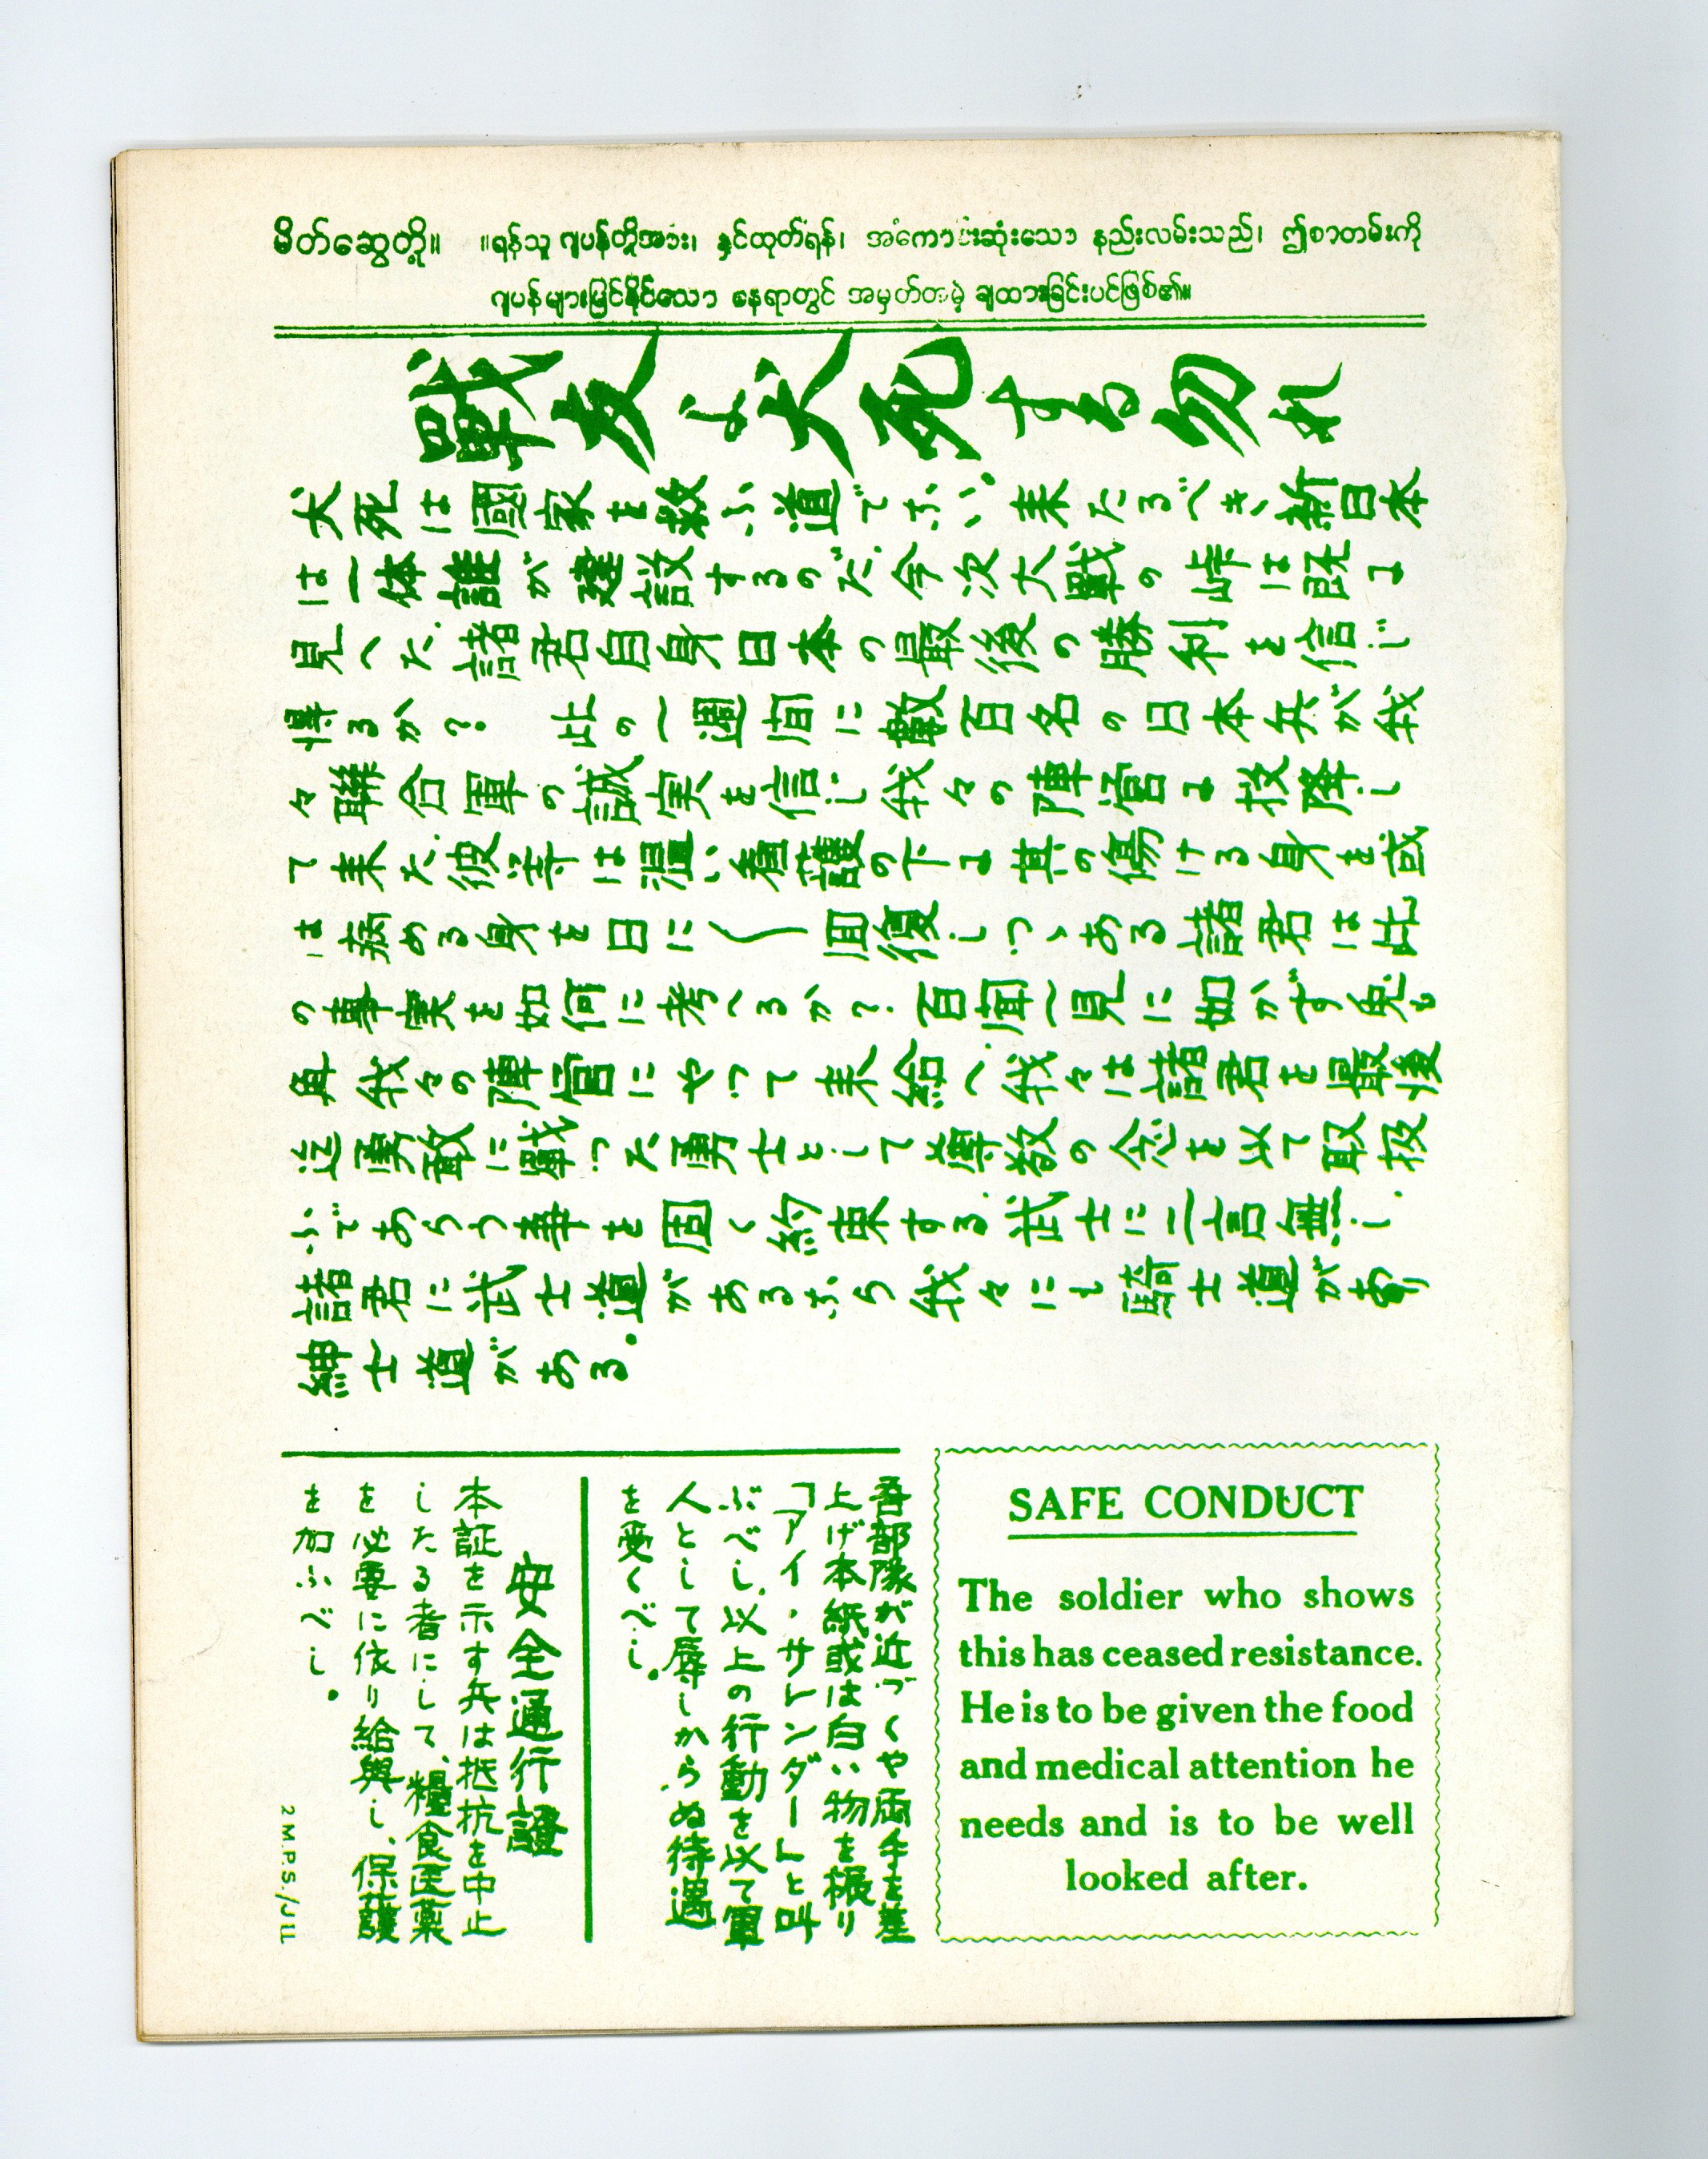 မိတ်ဆွေတို့။ ။ရန်သူ ဂျပန်တို့အား၊ နှင်ထုတ်ရန်၊ အကောင်းဆုံးသော နည်းလမ်းသည်၊ ဤစာတမ်းကို
ဂျပန်များမြင်နိုင်သော နေရာတွင် အမှတ်တမဲ့ ချထားခြင်းပင်ဖြစ်၏။
戰友よ犬死する勿れ
犬死は國家を救ふ道でない。来たるべき新日本
は一体誰が建設するのだ.今次大戰の峠は既に
見へた.諸君自身日本の最後の勝利を信じ
得るか? 此の一週間に数百名の日本兵が我
々聯合軍の誠実を信じ我々の陣営に投降し
て来た.彼等は温い看護の下に其の傷ける身を或
は病める身を日に〱回復しつゝある諸君は此
の事実を如何に考へるか?.百聞一見に如かず兎も
角我々の陣営にやって来給へ.我々は諸君を最後
迄勇敢に戰った勇士として尊敬の念を以て取扱
ふであらう事を固く約束する.武士に二言無し.
諸君に武士道があるなら我々にも騎士道があり
紳士道がある.
吾部隊が近づくや両手を差
上げ本紙或は白い物を振り
「アイ・サレンダー」と叫
ぶべし.以上の行動を以て軍
人として辱しからぬ待遇
を受くべし。
安全通行證
本証を示す兵は抵抗を中止
したる者にして、糧食医薬
を必要に依り給與し、保護
を加ふべし.
2 M.P.S./J11
SAFE CONDUCT
The soldier who shows
this has ceased resistance.
He is to be given the food
and medical attention he
needs and is to be well
looked after.